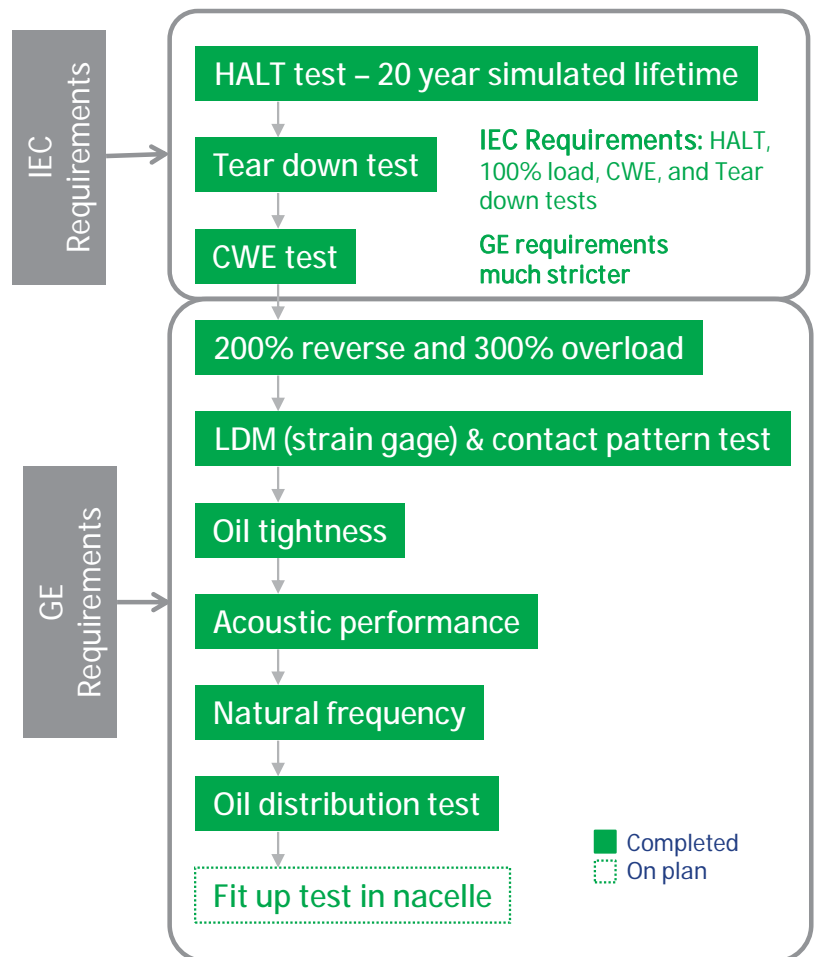 IEC
Requirements
HALT test – 20 year simulated lifetime
Tear down test
CWE test
IEC Requirements: HALT,
100% load, CWE, and Tear
down tests
GE requirements
much stricter
GE
Requirements
200% reverse and 300% overload
LDM (strain gage) & contact pattern test
Oil tightness
Acoustic performance
Natural frequency
Oil distribution test
Fit up test in nacelle
Completed
On plan